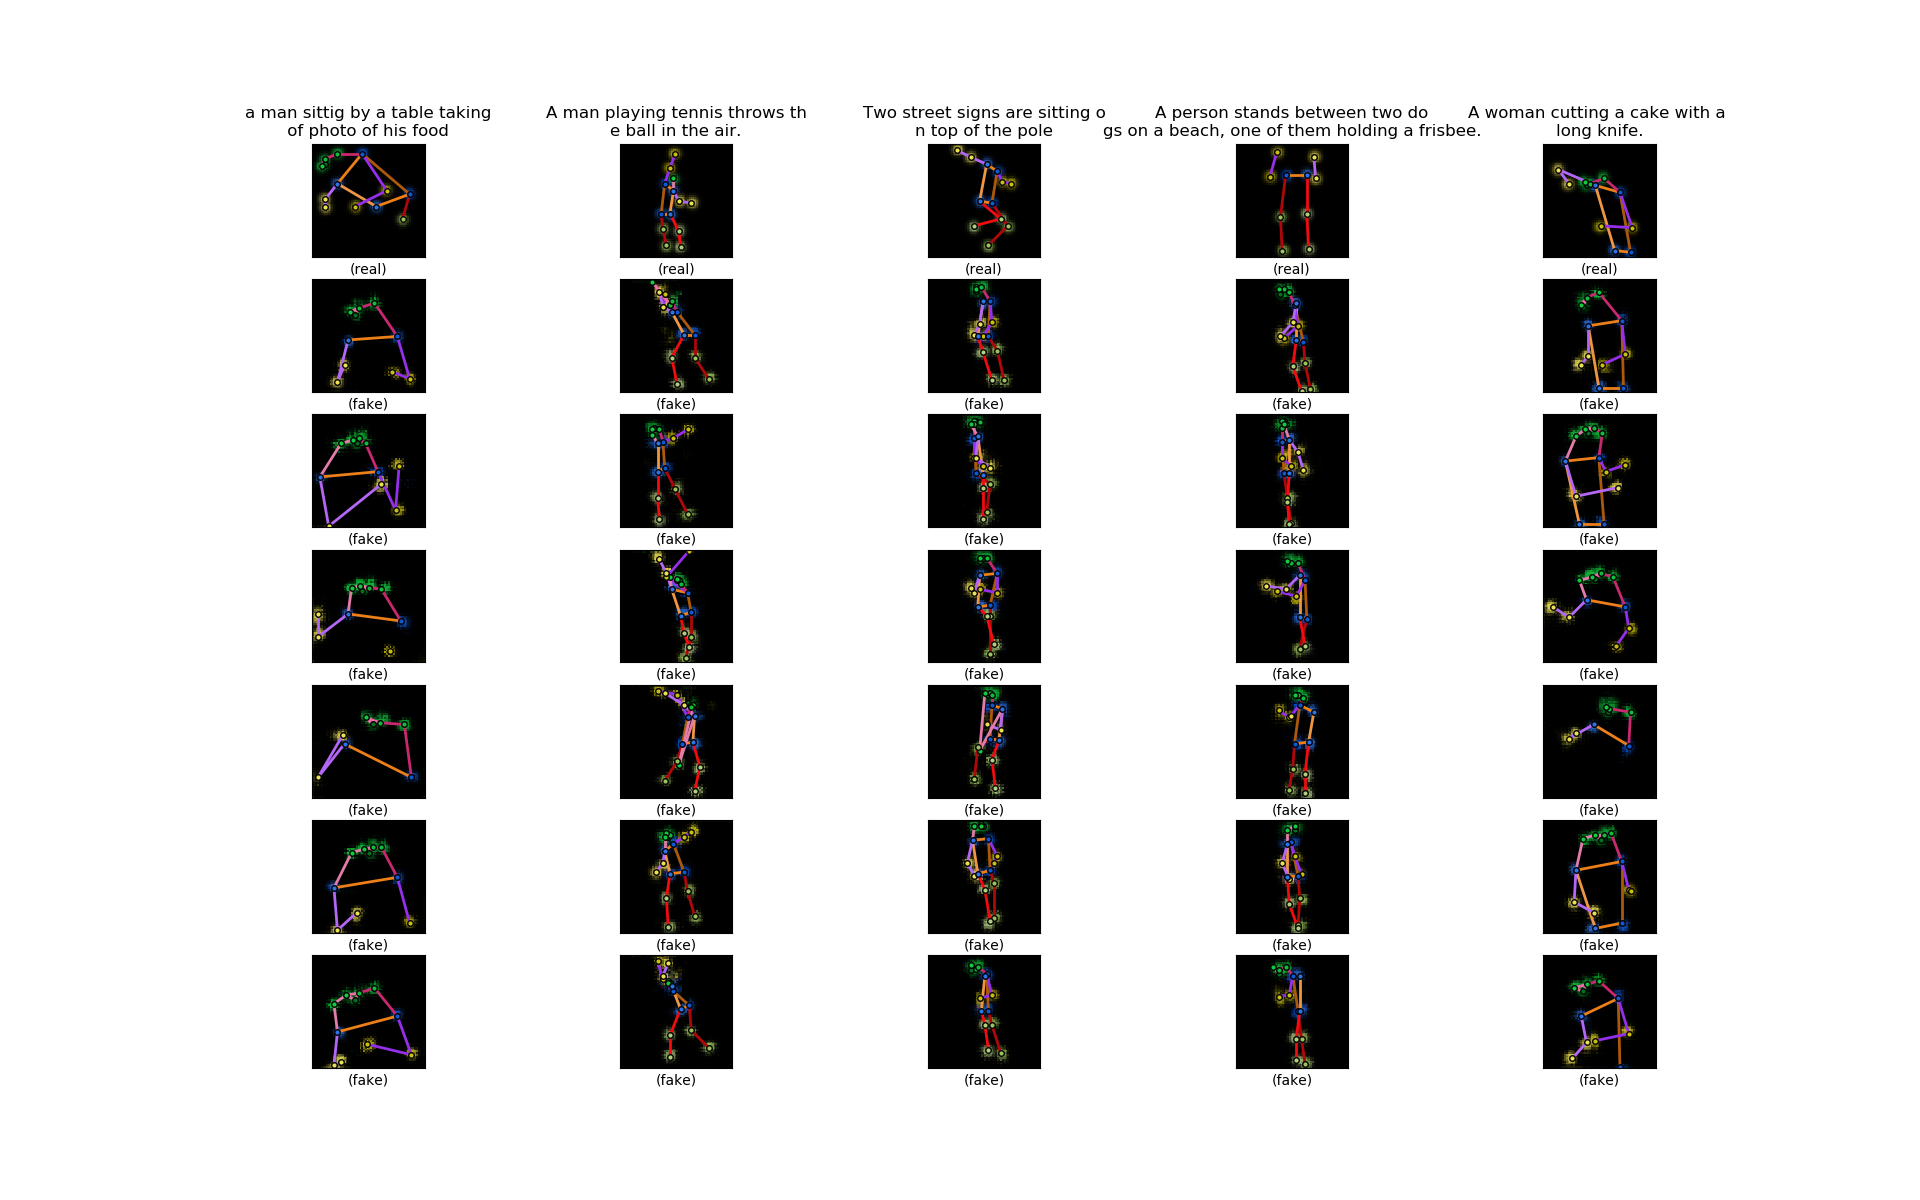 a man sittig by a table taking
of photo of his food
A man playing tennis throws th
e ball in the air.
Two street signs are sitting o
n top of the pole
A person stands between two do
gs on a beach, one of them holding a frisbee.
A woman cutting a cake with a
long knife.
(real) (real) (real) (real) (real)
(fake) (fake) (fake) (fake) (fake)
(fake) (fake) (fake) (fake) (fake)
(fake) (fake) (fake) (fake) (fake)
(fake) (fake) (fake) (fake) (fake)
(fake) (fake) (fake) (fake) (fake)
(fake) (fake) (fake) (fake) (fake)